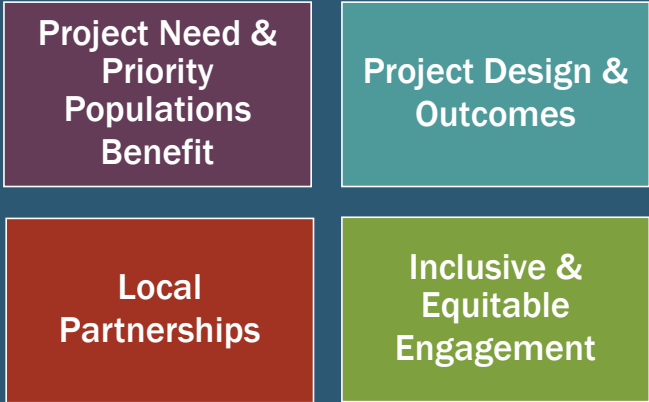 Project Need &
Priority
Populations
Benefit
Project Design &
Outcomes
Local
Partnerships
Inclusive &
Equitable
Engagement